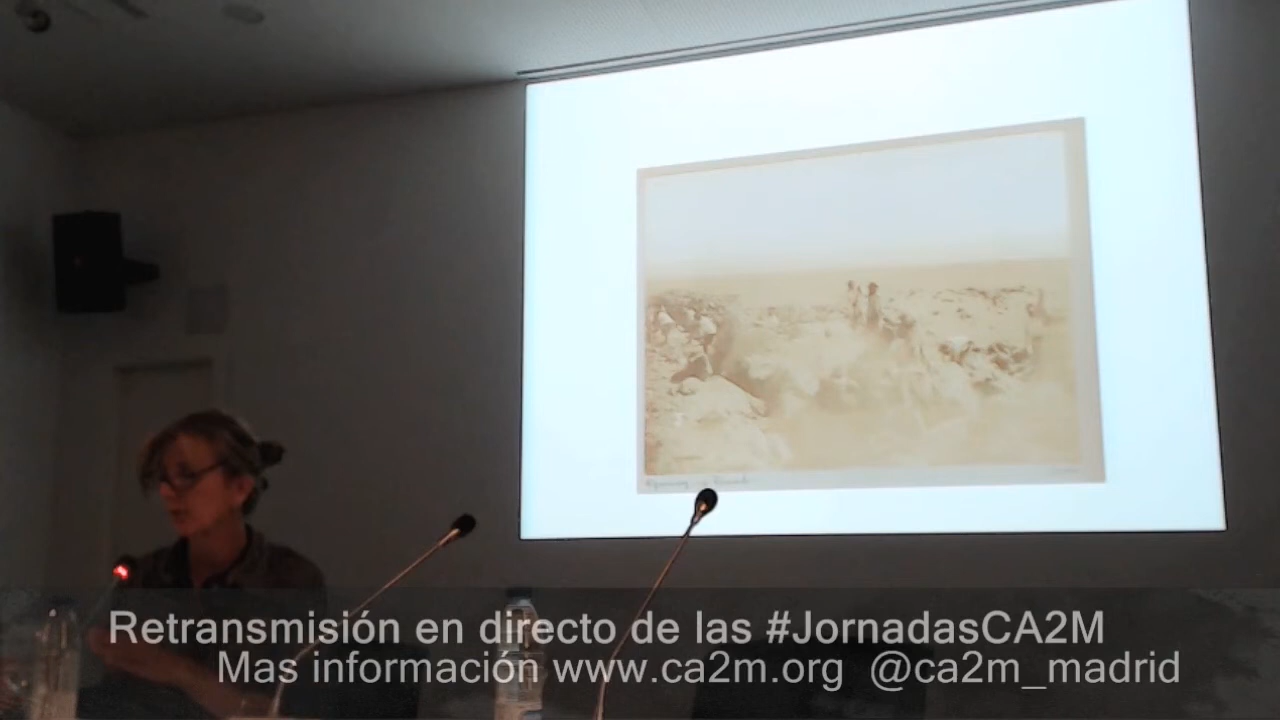 Retransmisión en directo de las #JornadasCA2M
Mas información www.ca2m.org @ca2m_madrid